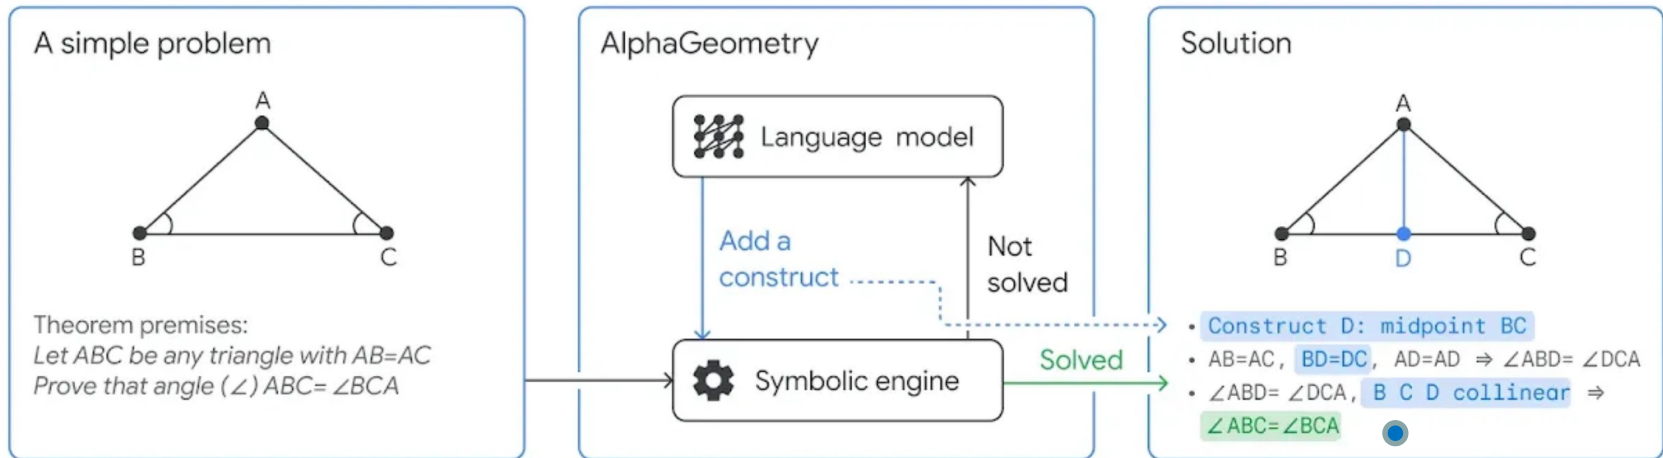 A simple problem
A
B
C
Theorem premises:
Let ABC be any triangle with AB=AC
Prove that angle (∠) ABC= ∠BCA
AlphaGeometry
Language model
Add a
construct
Not
solved
Symbolic engine
Solved
Solution
A
B
D
C
• Construct D: midpoint BC
• AB=AC, BD=DC, AD=AD ⇒ ∠ABD= ∠DCA
• ∠ABD= ∠DCA, B C D collinear ⇒
∠ABC=∠BCA